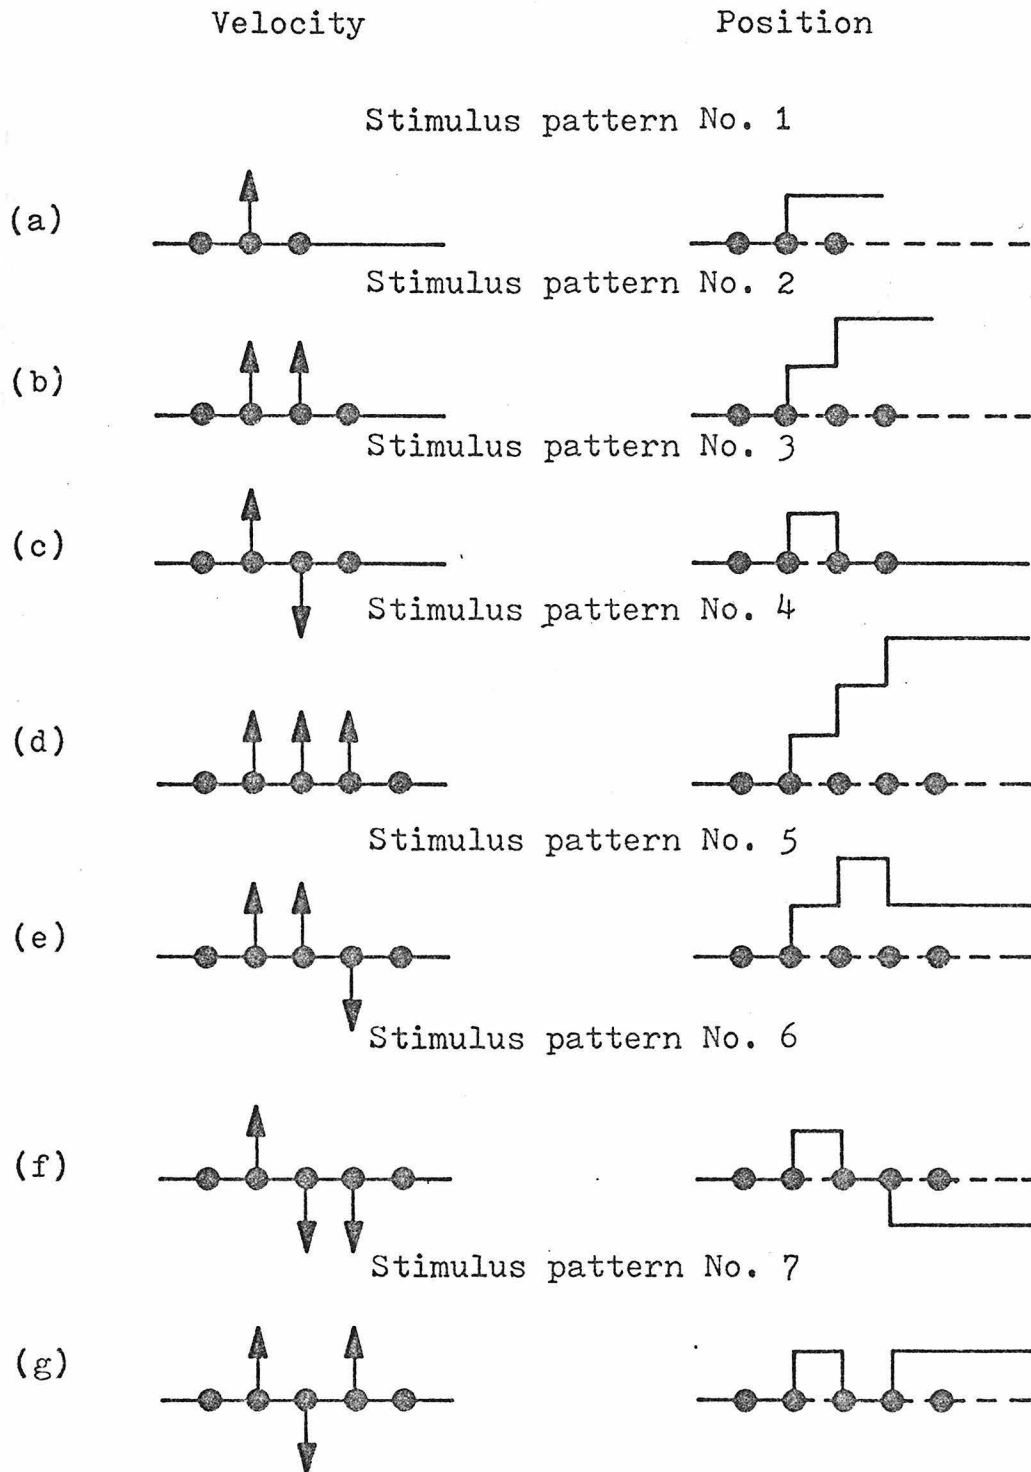 Velocity Position
Stimulus pattern No. 1
(a)
Stimulus pattern No. 2
(b)
Stimulus pattern No. 3
(c)
Stimulus pattern No. 4
(d)
Stimulus pattern No. 5
(e)
Stimulus pattern No. 6
(f)
Stimulus pattern No. 7
(g)